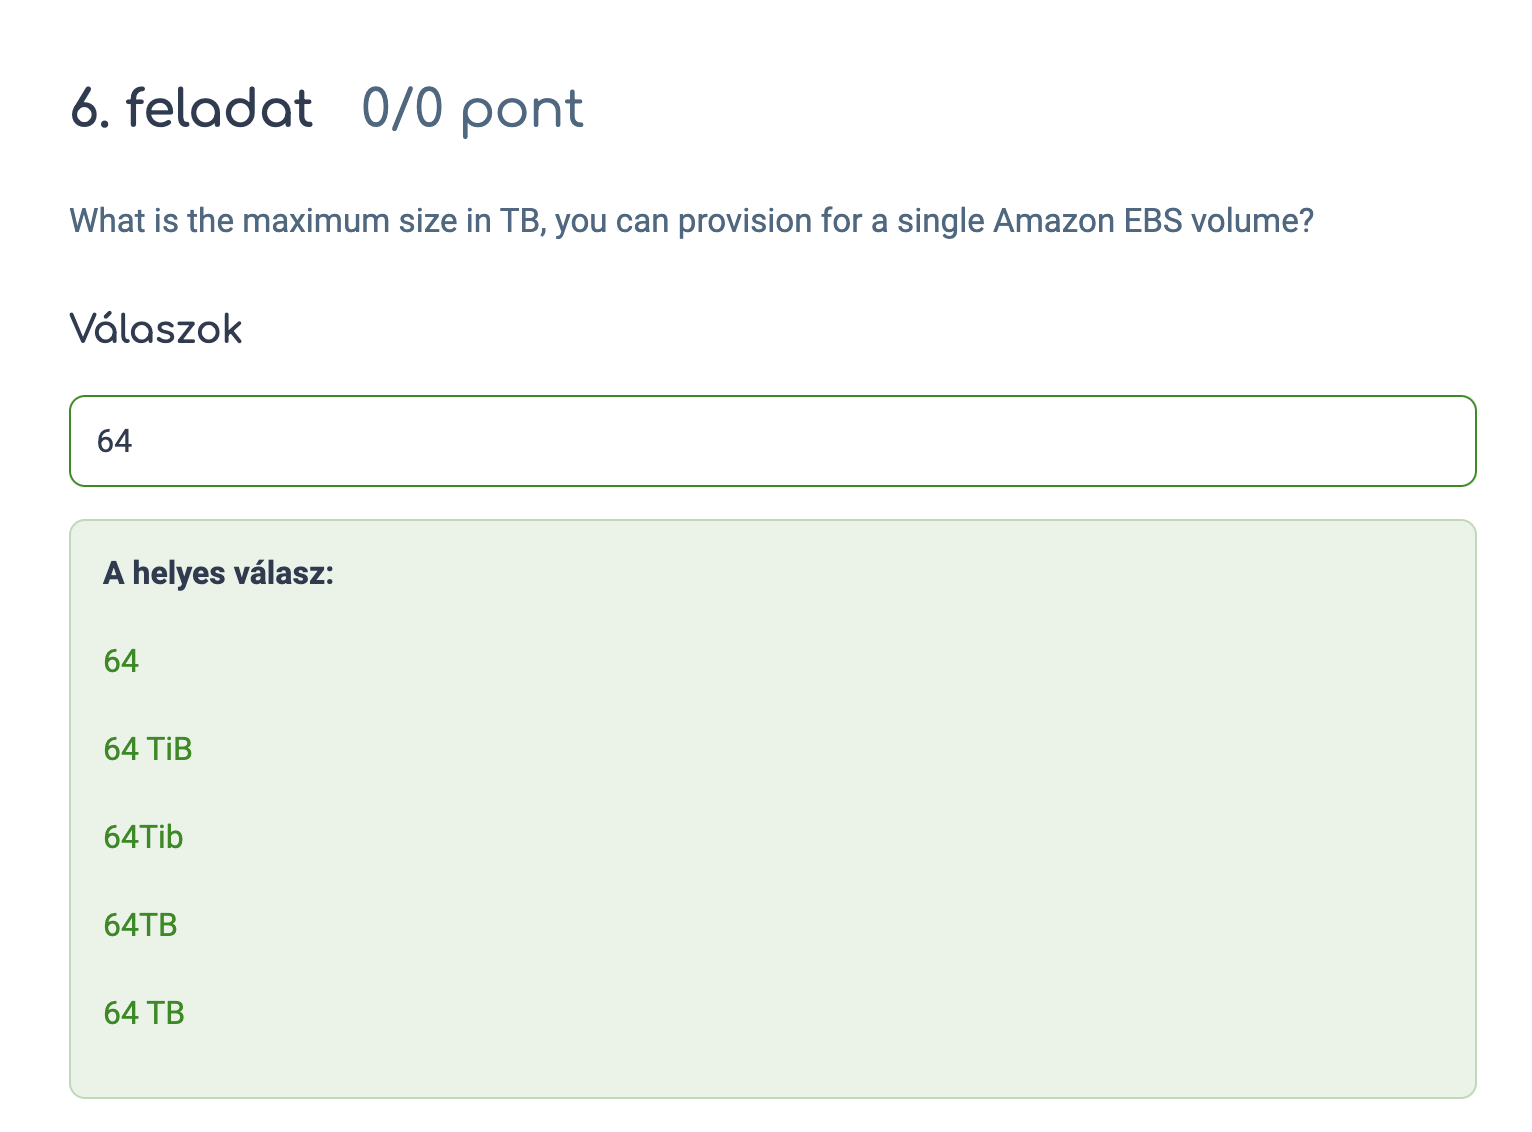 6. feladat 0/0 pont
What is the maximum size in TB, you can provision for a single Amazon EBS volume?
Válaszok
64
A helyes válasz:
64
64 TiB
64Tib
64TB
64 TB